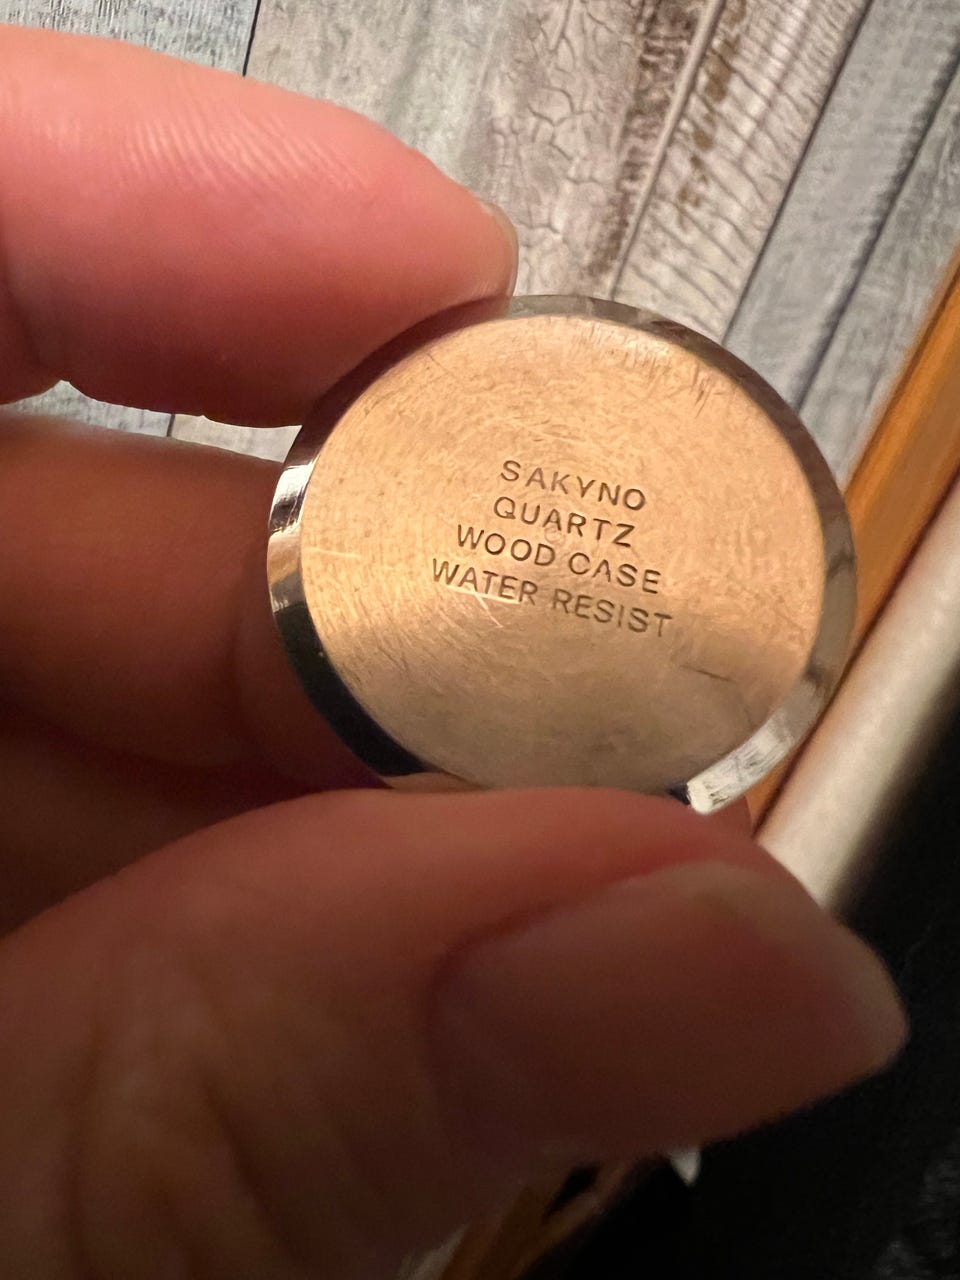 SAKYNO
QUARTZ
WOOD CASE
WATER RESIST